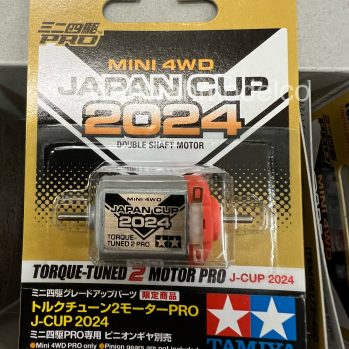 ミニ四駆
PRO
MINI 4WD
JAPAN CUP
2024
DOUBLE SHAFT MOTOR
MINI 4WD
JAPAN CUP
2024
TORQUE-
TUNED 2 PRO
TORQUE-TUNED 2 MOTOR PRO J-CUP 2024
ミニ四駆グレードアップパーツ 限定商品
トルクチューン2モーターPRO
J-CUP 2024
ミニ四駆PRO専用 ピニオンギヤ別売
●Mini 4WD PRO only ●Pinion gears are not included
TAMIYA